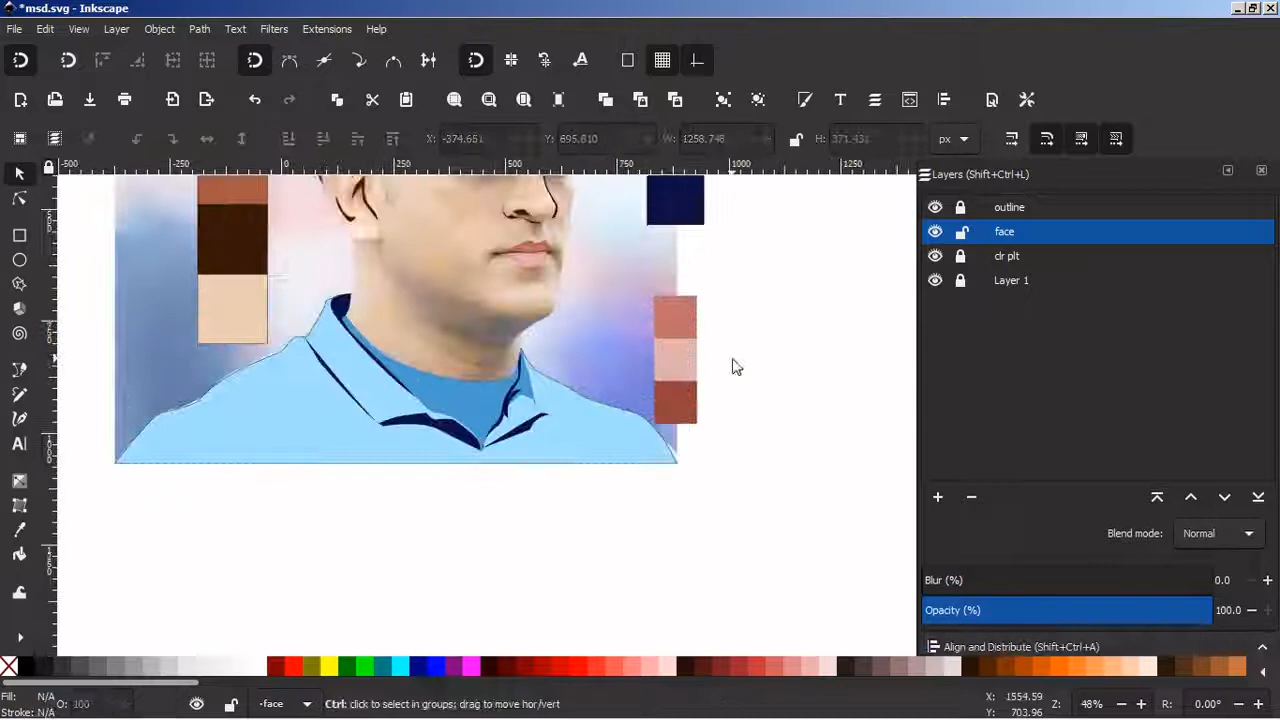 *msd.svg - Inkscape
File Edit View Layer Object Path Text Filters Extensions Help
X: -374.651 Y: 695.810 W: 1258.748 H: 371.431 px
-500 -250 0 250 500 750 1000 1250
Layers (Shift+Ctrl+L)
outline
face
clr plt
Layer 1
Blend mode: Normal
Blur (%) 0.0
Opacity (%) 100.0
Align and Distribute (Shift+Ctrl+A)
Fill: N/A
Stroke: N/A
O: 100
-face
Ctrl: click to select in groups; drag to move hor/vert
X: 1554.59
Y: 703.96
Z: 48%
R: 0.00°